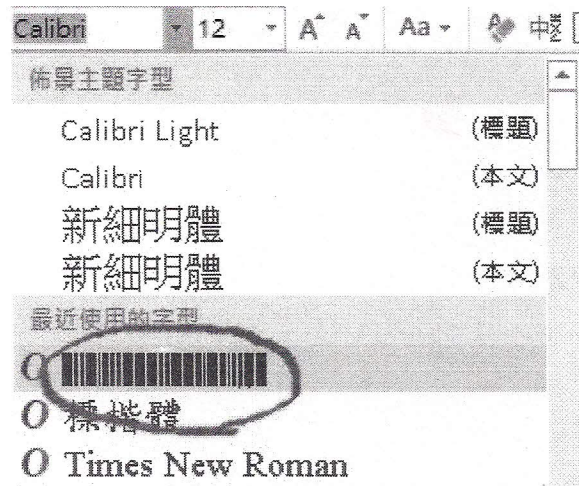 Calibri 12 A A Aa 中
佈景主題字型
Calibri Light (標題)
Calibri (本文)
新細明體 (標題)
新細明體 (本文)
最近使用的字型
O
O 標楷體
O Times New Roman